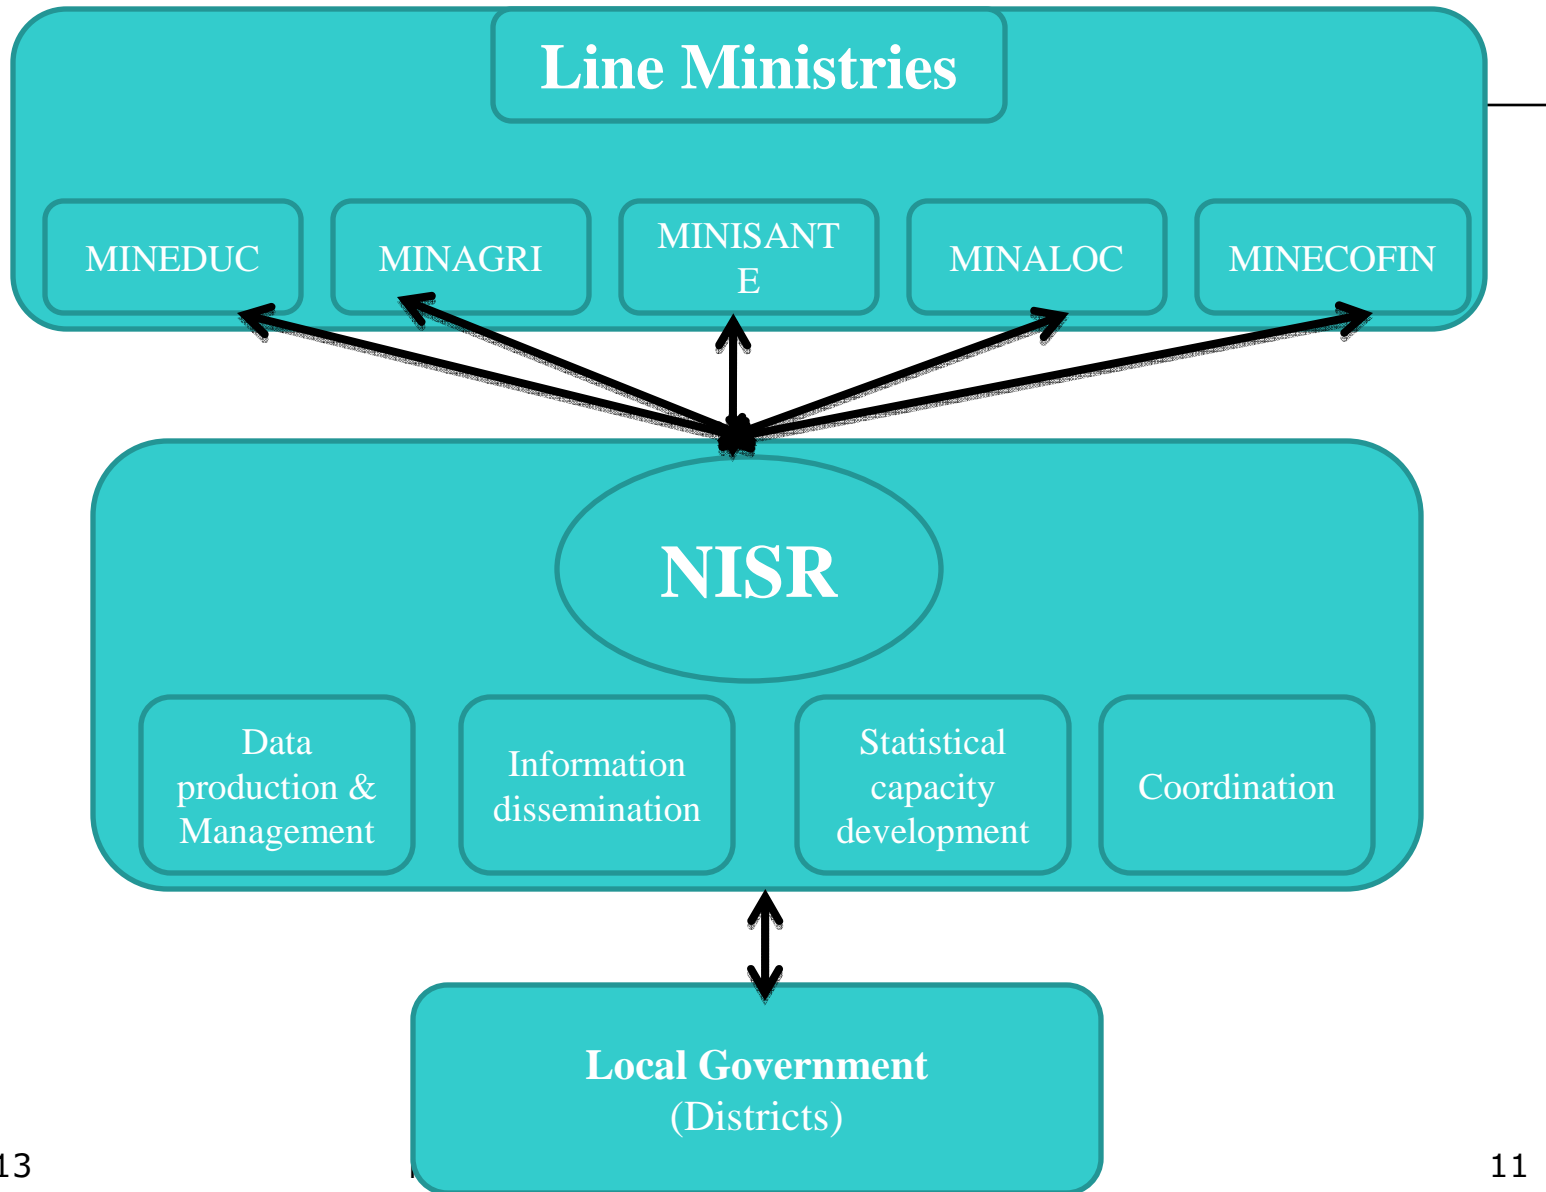 Line Ministries
MINEDUC
MINAGRI
MINISANT
E
MINALOC
MINECOFIN
NISR
Data
production &
Management
Information
dissemination
Statistical
capacity
development
Coordination
Local Government
(Districts)
13
11